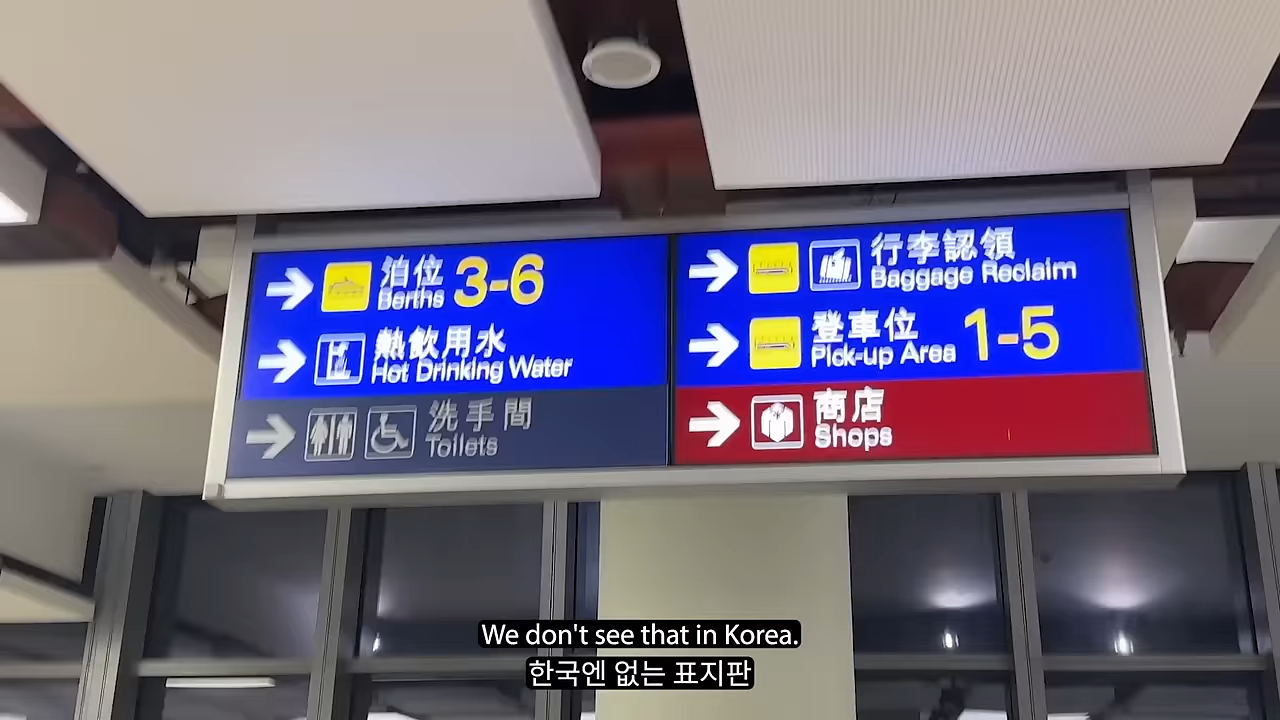 泊位 3-6
Berths
熱飲用水
Hot Drinking Water
洗手間
Toilets
行李認領
Baggage Reclaim
登車位 1-5
Pick-up Area
商店
Shops
We don't see that in Korea.
한국엔 없는 표지판